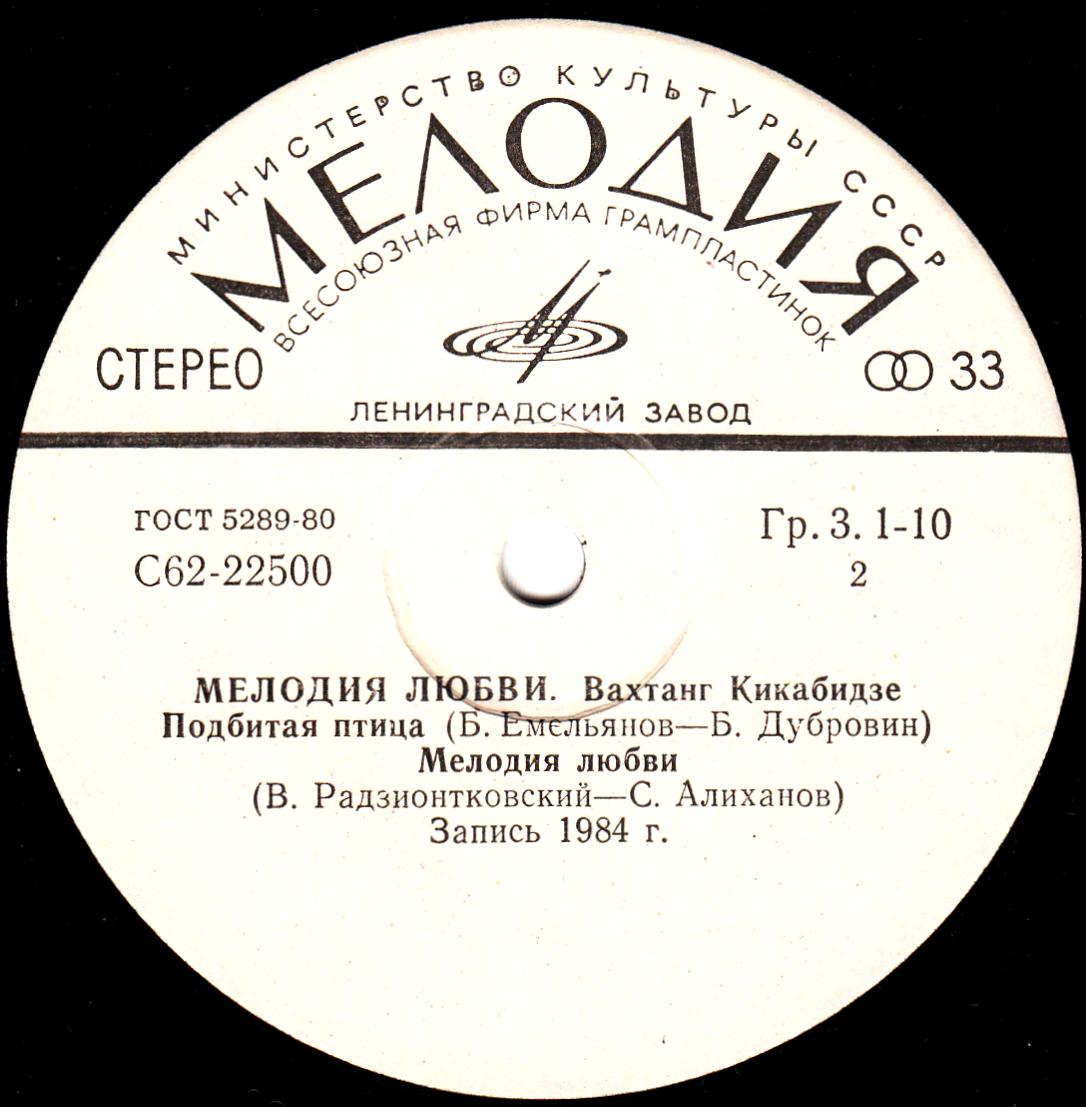 МИНИСТЕРСТВО КУЛЬТУРЫ СССР
МЕЛОДИЯ
ВСЕСОЮЗНАЯ ФИРМА ГРАМПЛАСТИНОК
СТЕРЕО
33
ЛЕНИНГРАДСКИЙ ЗАВОД
ГОСТ 5289-80
С62-22500
Гр. 3. 1-10
2
МЕЛОДИЯ ЛЮБВИ. Вахтанг Кикабидзе
Подбитая птица (Б. Емельянов—Б. Дубровин)
Мелодия любви
(В. Радзионтковский—С. Алиханов)
Запись 1984 г.